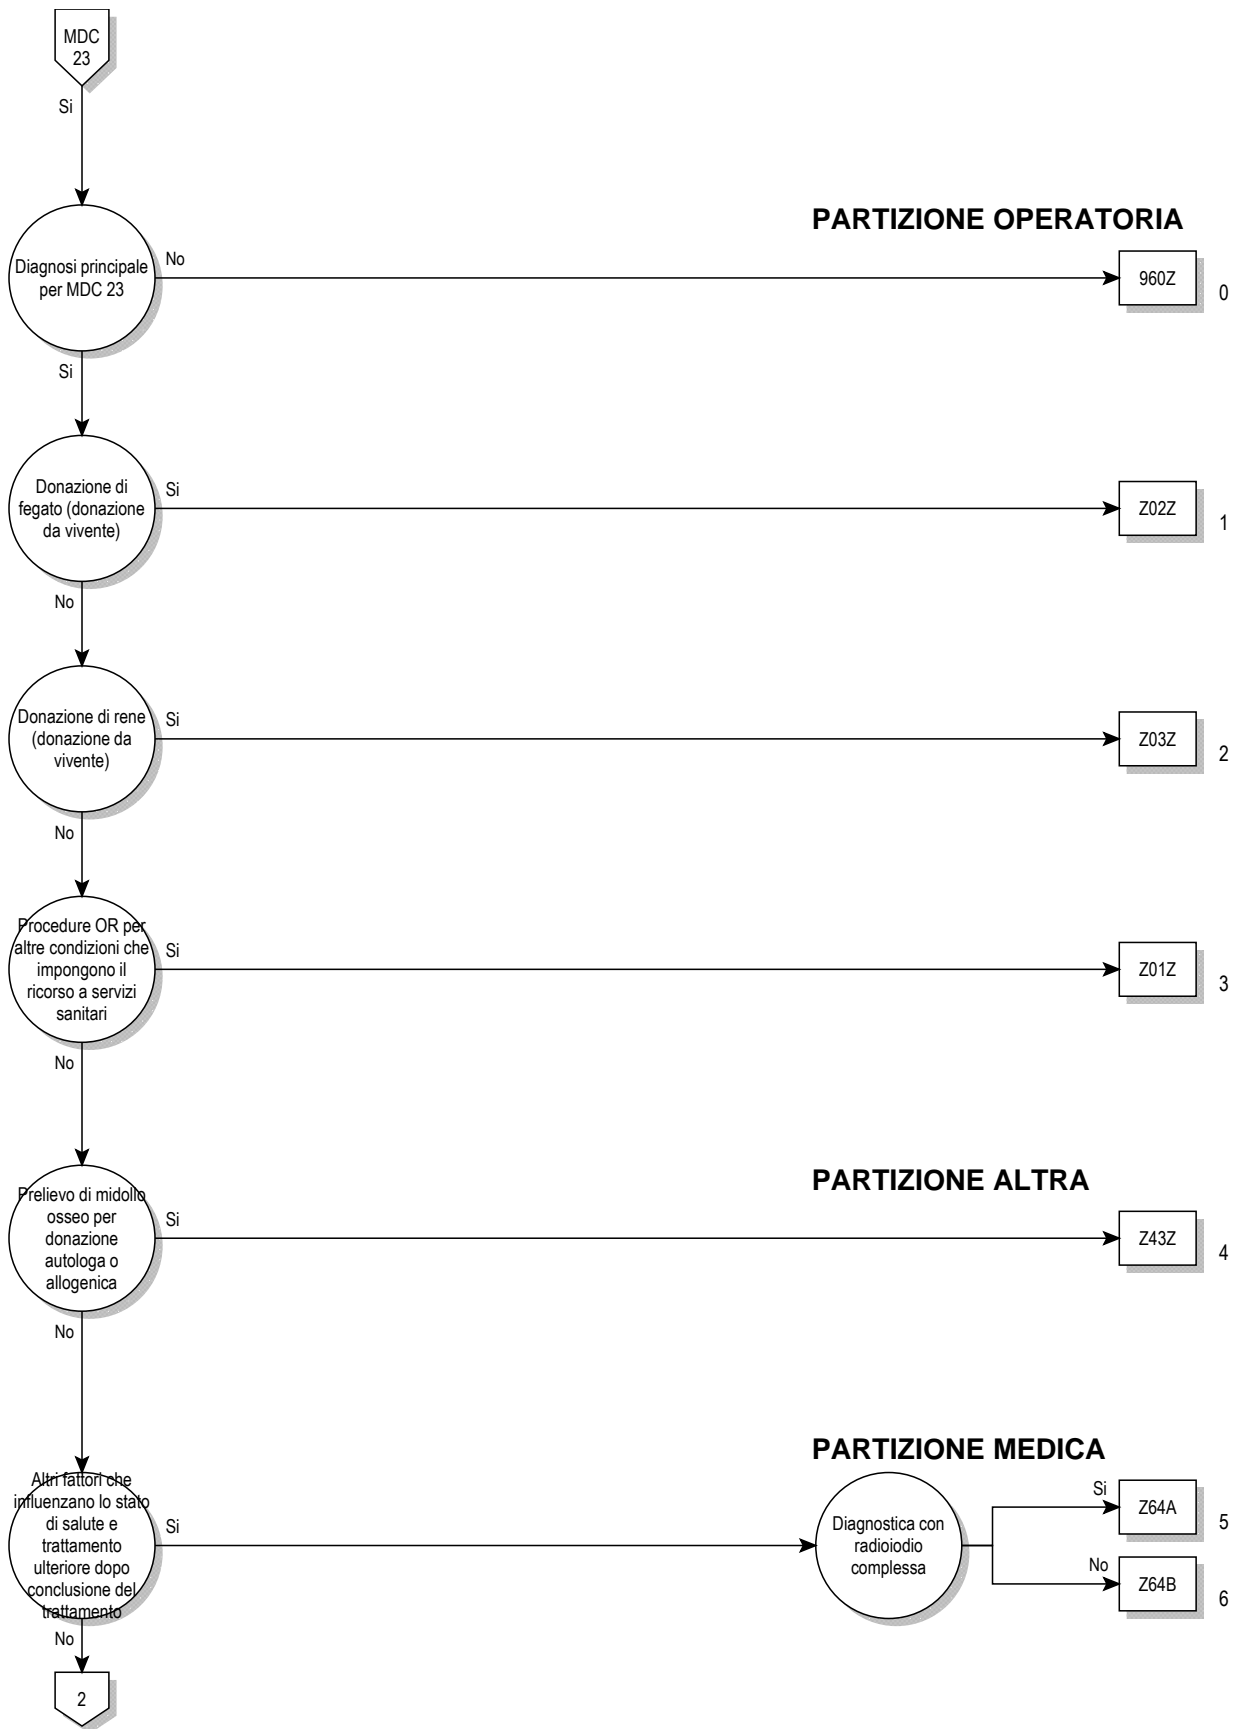 MDC
23
Si
PARTIZIONE OPERATORIA
Diagnosi principale
per MDC 23
No
960Z
0
Si
Donazione di
fegato (donazione
da vivente)
Si
Z02Z
1
No
Donazione di rene
(donazione da
vivente)
Si
Z03Z
2
No
Procedure OR per
altre condizioni che
impongono il
ricorso a servizi
sanitari
Si
Z01Z
3
No
PARTIZIONE ALTRA
Prelievo di midollo
osseo per
donazione
autologa o
allogenica
Si
Z43Z
4
No
PARTIZIONE MEDICA
Altri fattori che
influenzano lo stato
di salute e
trattamento
ulteriore dopo
conclusione del
trattamento
Si
Diagnostica con
radioiodio
complessa
Si
Z64A
5
No
Z64B
6
No
2